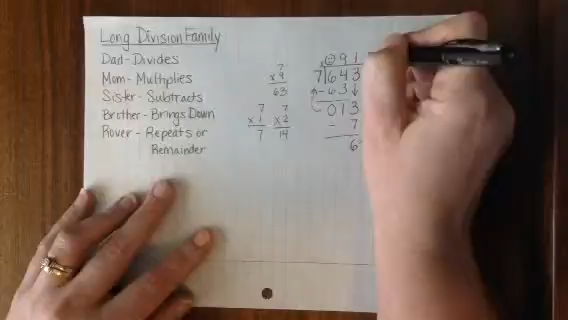 Long Division Family
Dad - Divides
Mom - Multiplies
Sister - Subtracts
Brother - Brings Down
Rover - Repeats or
Remainder
7
x 9
63
7
x 1
7
7
x 2
14
091
7 643
- 63↓
013
- 7
6